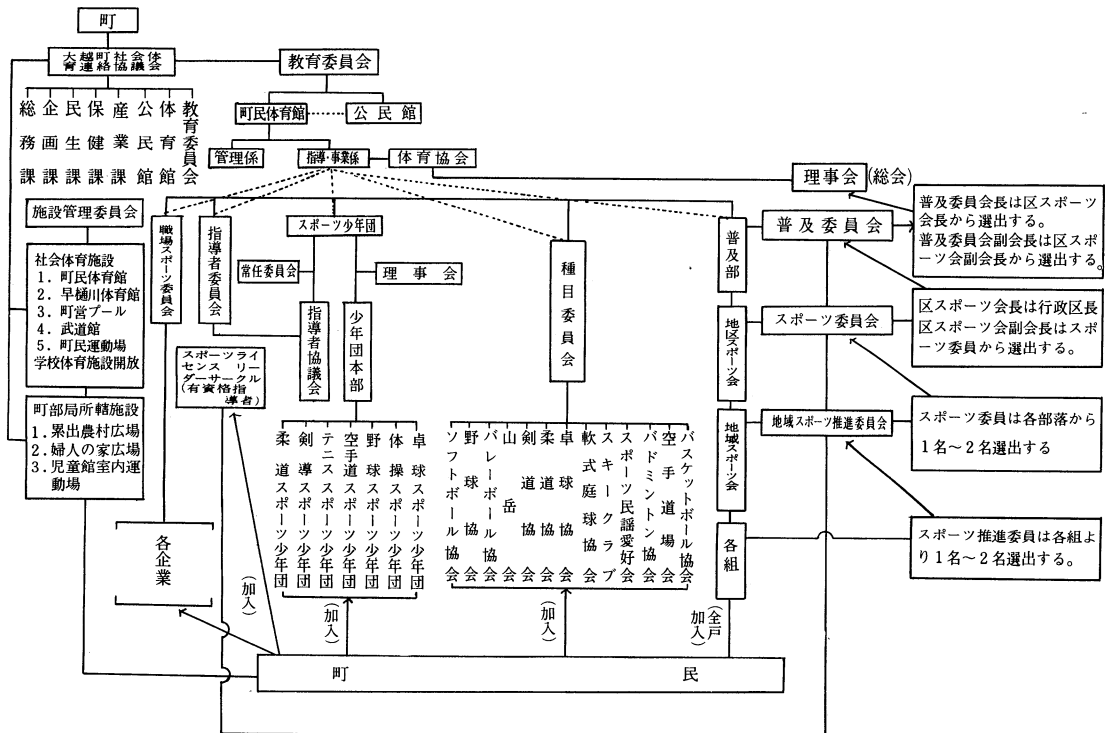 町
大越町社会体
育連絡協議会
教育委員会
総務課
企画課
民生課
保健課
産業課
公民館
体育館
教育委員会
町民体育館
公民館
管理係
指導・事業係
体育協会
理事会(総会)
施設管理委員会
社会体育施設
1.町民体育館
2.早樋川体育館
3.町営プール
4.武道館
5.町民運動場
学校体育施設開放
町部局所轄施設
1.累出農村広場
2.婦人の家広場
3.児童館室内運
動場
職場スポーツ委員会
指導者委員会
スポーツ少年団
常任委員会
理事会
指導者協議会
少年団本部
種目委員会
普及部
普及委員会
普及委員会長は区スポーツ
会長から選出する。
普及委員会副会長は区スポ
ーツ会副会長から選出する。
地区スポーツ会
スポーツ委員会
区スポーツ会長は行政区長
区スポーツ会副会長はスポ
ーツ委員から選出する。
スポーツライ
センス リー
ダーサークル
(有資格指
導者)
地域スポーツ会
地域スポーツ推進委員会
スポーツ委員は各部落から
1名～2名選出する
柔道スポーツ少年団
剣導スポーツ少年団
テニススポーツ少年団
空手道スポーツ少年団
野球スポーツ少年団
体操スポーツ少年団
卓球スポーツ少年団
ソフトボール協会
野球協会
バレーボール協会
山岳会
剣道協会
柔道協会
卓球協会
軟式庭球協会
スキークラブ
スポーツ民謡愛好会
バドミントン協会
空手道場会
バスケットボール協会
各組
スポーツ推進委員は各組よ
り1名～2名選出する。
各企業
(加入)
(加入)
(加入)
(全戸
加入)
町民